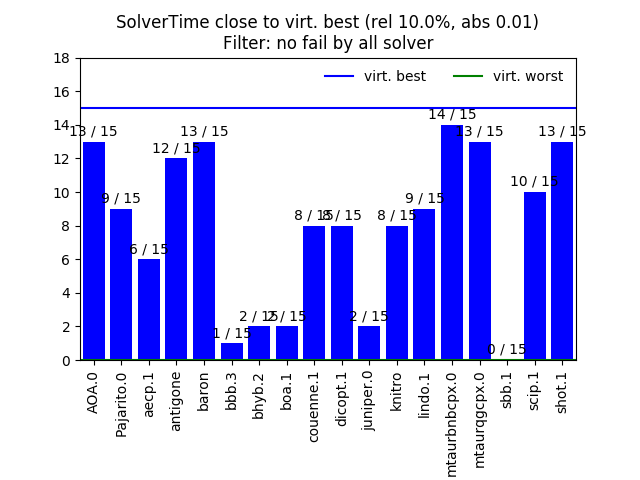 SolverTime close to virt. best (rel 10.0%, abs 0.01)
Filter: no fail by all solver
virt. best
virt. worst
18
16
14
12
10
8
6
4
2
0
13 / 15
9 / 15
6 / 15
12 / 15
13 / 15
1 / 15
2 / 15
2 / 15
8 / 15
8 / 15
2 / 15
8 / 15
9 / 15
14 / 15
13 / 15
0 / 15
10 / 15
13 / 15
AOA.0
Pajarito.0
aecp.1
antigone
baron
bbb.3
bhyb.2
boa.1
couenne.1
dicopt.1
juniper.0
knitro
lindo.1
mtaurbnbcpx.0
mtaurqgcpx.0
sbb.1
scip.1
shot.1